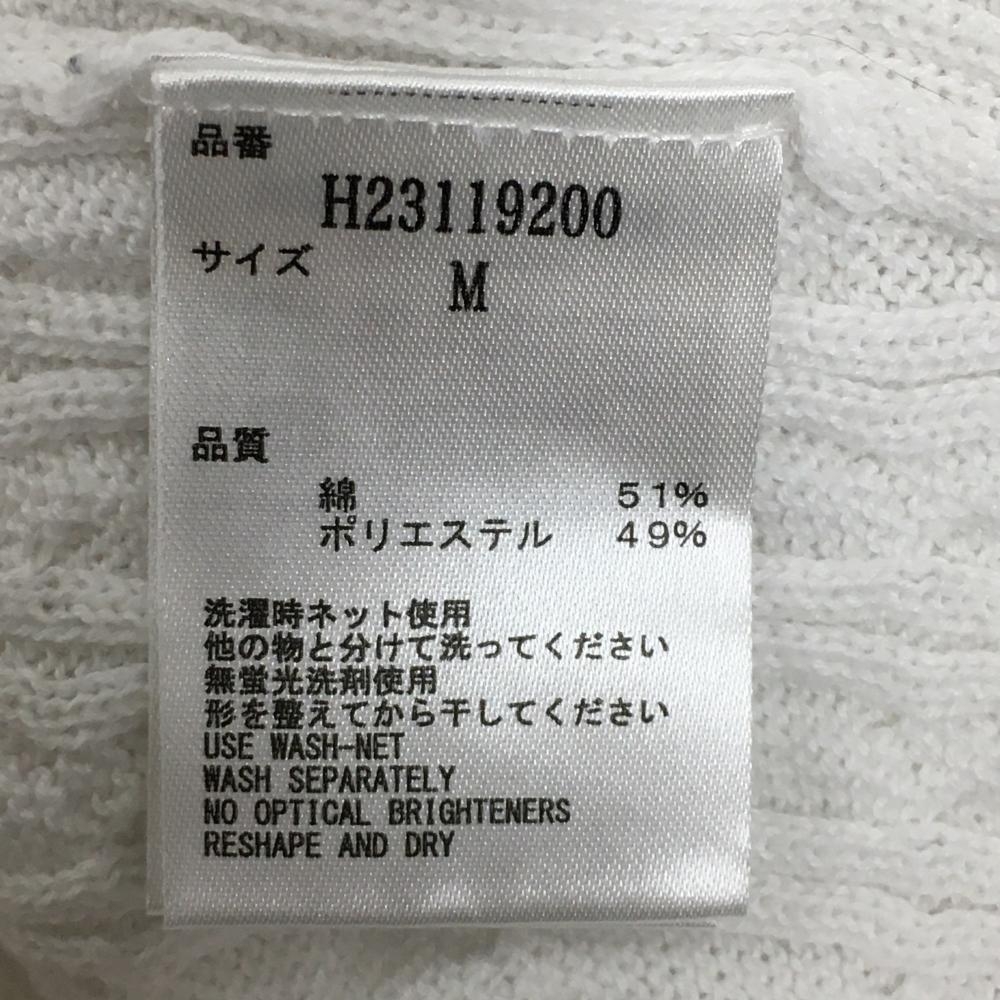 品番
H23119200
サイズ
M
品質
綿 51%
ポリエステル 49%
洗濯時ネット使用
他の物と分けて洗ってください
無蛍光洗剤使用
形を整えてから干してください
USE WASH-NET
WASH SEPARATELY
NO OPTICAL BRIGHTENERS
RESHAPE AND DRY